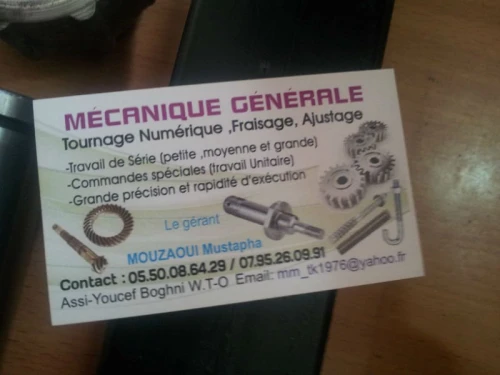 MÉCANIQUE GÉNÉRALE
Tournage Numérique ,Fraisage, Ajustage
-Travail de Série (petite ,moyenne et grande)
-Commandes spéciales (travail Unitaire)
-Grande précision et rapidité d'exécution
Le gérant
MOUZAOUI Mustapha
Contact : 05.50.08.64.29 / 07.95.26.09.91
Assi-Youcef Boghni W.T-O Email: mm_tk1976@yahoo.fr